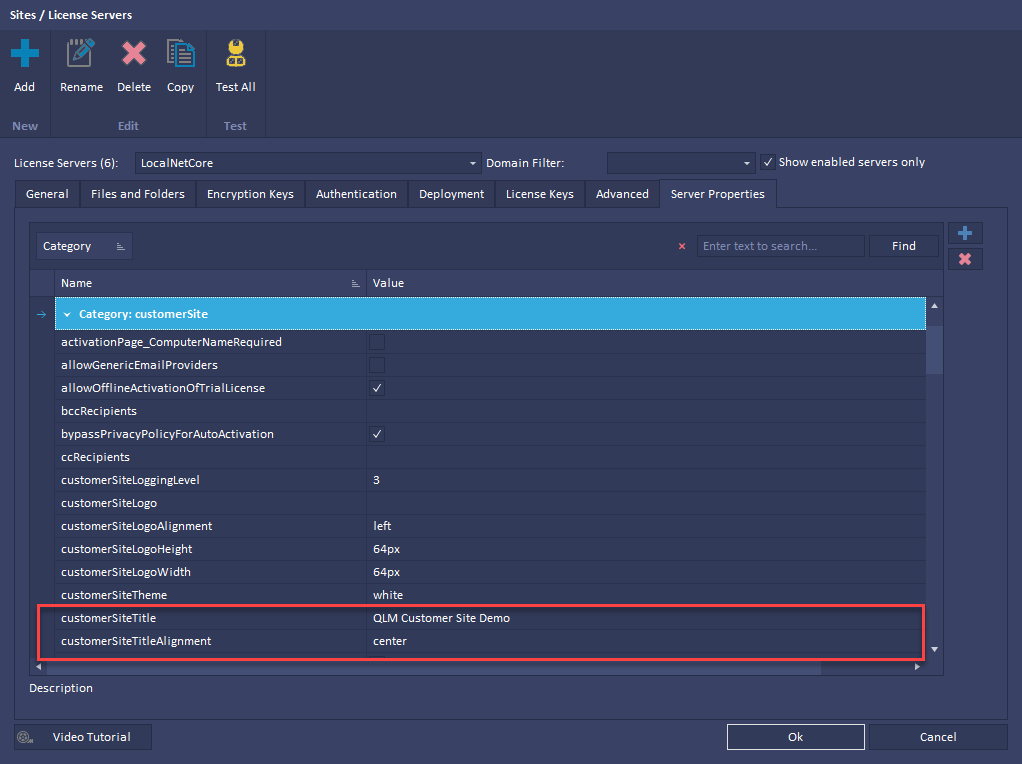 Sites / License Servers
Add Rename Delete Copy Test All
New Edit Test
License Servers (6): LocalNetCore Domain Filter: Show enabled servers only
General Files and Folders Encryption Keys Authentication Deployment License Keys Advanced Server Properties
Category Enter text to search... Find
Name Value
Category: customerSite
activationPage_ComputerNameRequired
allowGenericEmailProviders
allowOfflineActivationOfTrialLicense
bccRecipients
bypassPrivacyPolicyForAutoActivation
ccRecipients
customerSiteLoggingLevel 3
customerSiteLogo
customerSiteLogoAlignment left
customerSiteLogoHeight 64px
customerSiteLogoWidth 64px
customerSiteTheme white
customerSiteTitle QLM Customer Site Demo
customerSiteTitleAlignment center
Description
Video Tutorial Ok Cancel